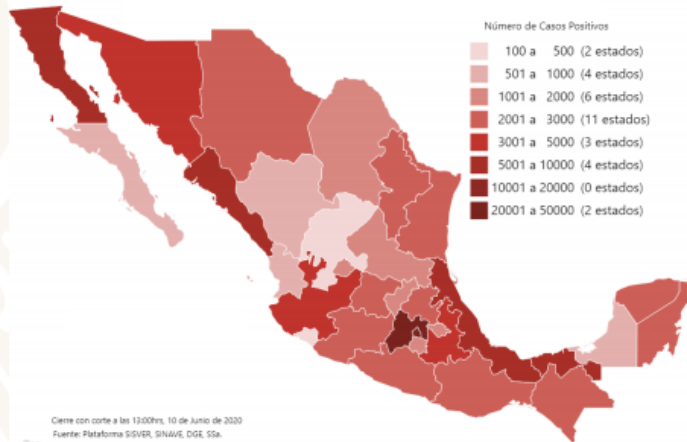 Número de Casos Positivos
100 a 500 (2 estados)
501 a 1000 (4 estados)
1001 a 2000 (6 estados)
2001 a 3000 (11 estados)
3001 a 5000 (3 estados)
5001 a 10000 (4 estados)
10001 a 20000 (0 estados)
20001 a 50000 (2 estados)
Cierre con corte a las 13:00hrs, 10 de Junio de 2020
Fuente: Plataforma SISVER, SINAVE, DGE, SSa.